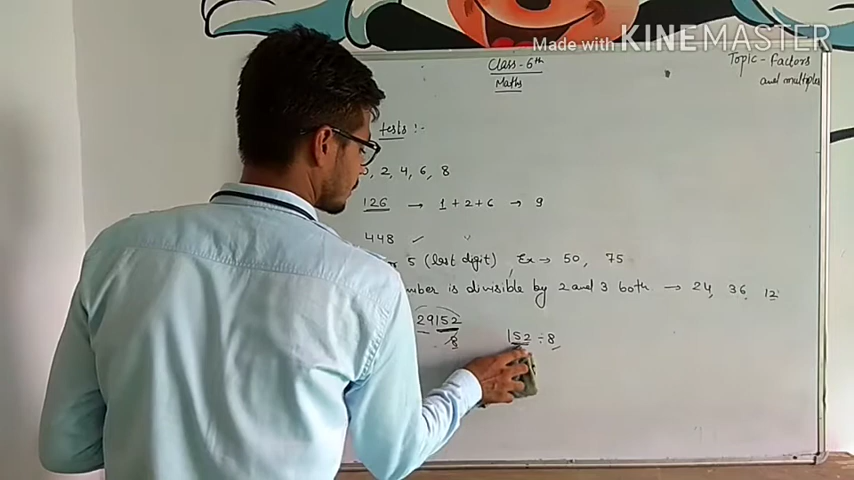 Made with KINEMASTER
Class - 6th
Maths
Topic - Factors
and multiples
tests :-
0, 2, 4, 6, 8
126 → 1 + 2 + 6 → 9
448 ✓
5 (last digit) Ex → 50, 75
number is divisible by 2 and 3 both → 24, 36, 12
29152
8
152 ÷ 8